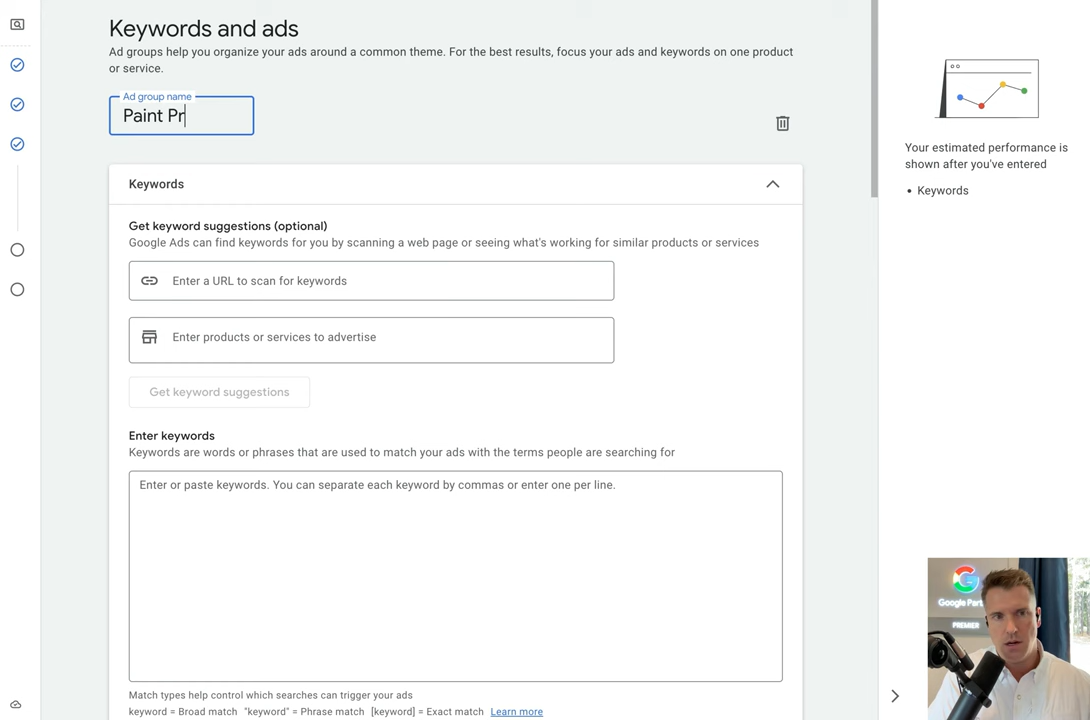 Keywords and ads
Ad groups help you organize your ads around a common theme. For the best results, focus your ads and keywords on one product
or service.
Ad group name
Paint Pr
Keywords
Get keyword suggestions (optional)
Google Ads can find keywords for you by scanning a web page or seeing what's working for similar products or services
Enter a URL to scan for keywords
Enter products or services to advertise
Get keyword suggestions
Enter keywords
Keywords are words or phrases that are used to match your ads with the terms people are searching for
Enter or paste keywords. You can separate each keyword by commas or enter one per line.
Match types help control which searches can trigger your ads
keyword = Broad match "keyword" = Phrase match [keyword] = Exact match Learn more
Your estimated performance is
shown after you've entered
• Keywords
Google Part
PREMIER